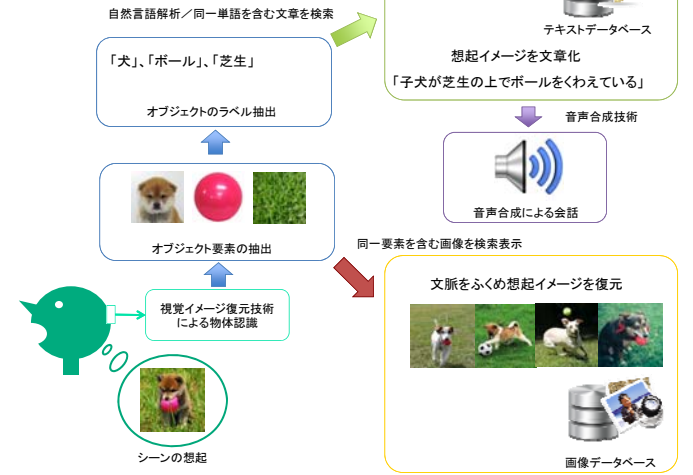 自然言語解析／同一単語を含む文章を検索
テキストデータベース
想起イメージを文章化
「子犬が芝生の上でボールをくわえている」
「犬」、「ボール」、「芝生」
オブジェクトのラベル抽出
音声合成技術
音声合成による会話
オブジェクト要素の抽出
同一要素を含む画像を検索表示
文脈をふくめ想起イメージを復元
視覚イメージ復元技術
による物体認識
シーンの想起
画像データベース